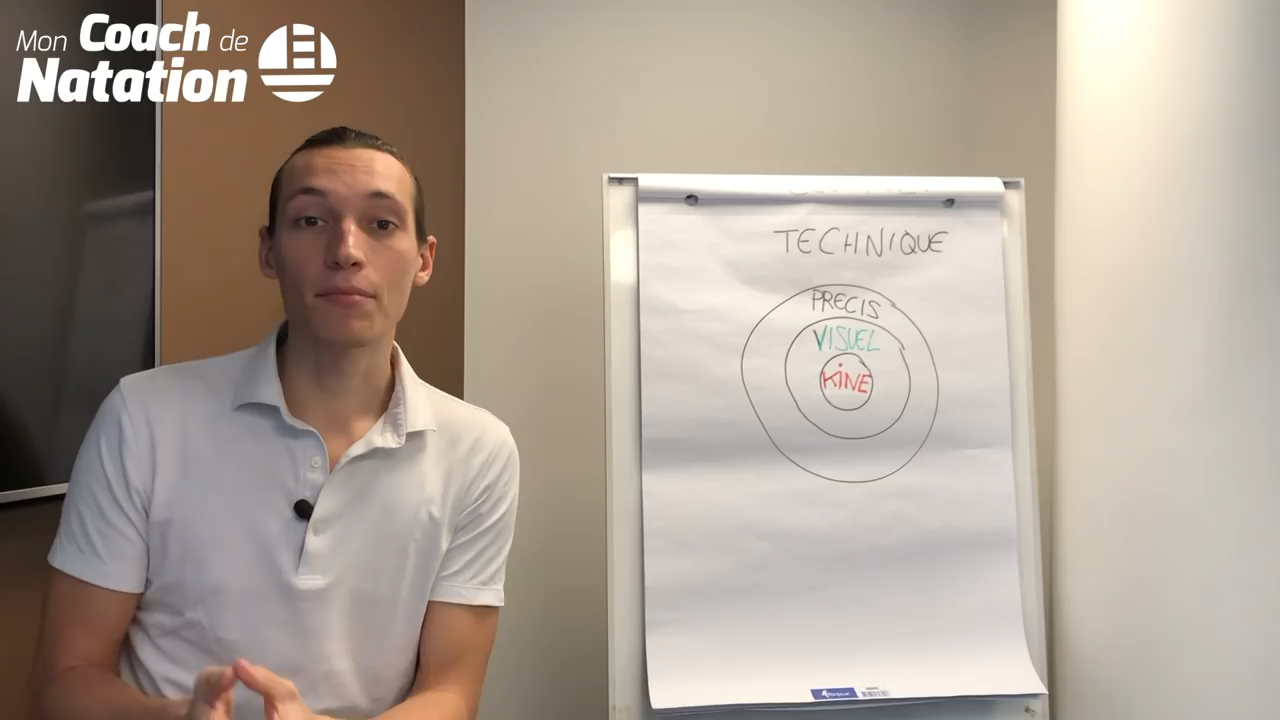 Mon Coach de
Natation
TECHNIQUE
PRECIS
VISUEL
KiNE